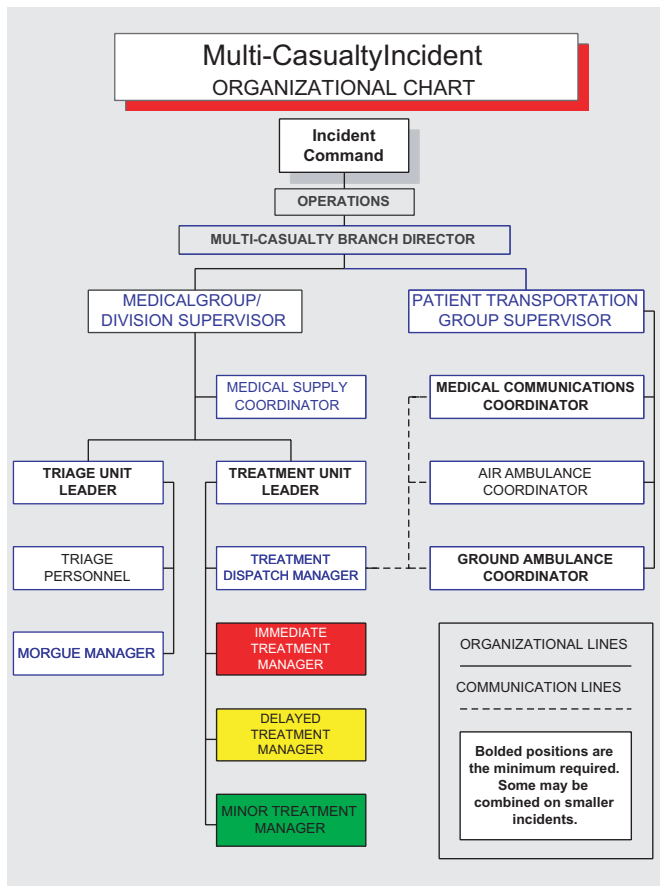 Multi-CasualtyIncident
ORGANIZATIONAL CHART
Incident
Command
OPERATIONS
MULTI-CASUALTY BRANCH DIRECTOR
MEDICALGROUP/
DIVISION SUPERVISOR
PATIENT TRANSPORTATION
GROUP SUPERVISOR
MEDICAL SUPPLY
COORDINATOR
MEDICAL COMMUNICATIONS
COORDINATOR
TRIAGE UNIT
LEADER
TREATMENT UNIT
LEADER
AIR AMBULANCE
COORDINATOR
TRIAGE
PERSONNEL
TREATMENT
DISPATCH MANAGER
GROUND AMBULANCE
COORDINATOR
MORGUE MANAGER
IMMEDIATE
TREATMENT
MANAGER
DELAYED
TREATMENT
MANAGER
MINOR TREATMENT
MANAGER
ORGANIZATIONAL LINES
COMMUNICATION LINES
Bolded positions are
the minimum required.
Some may be
combined on smaller
incidents.